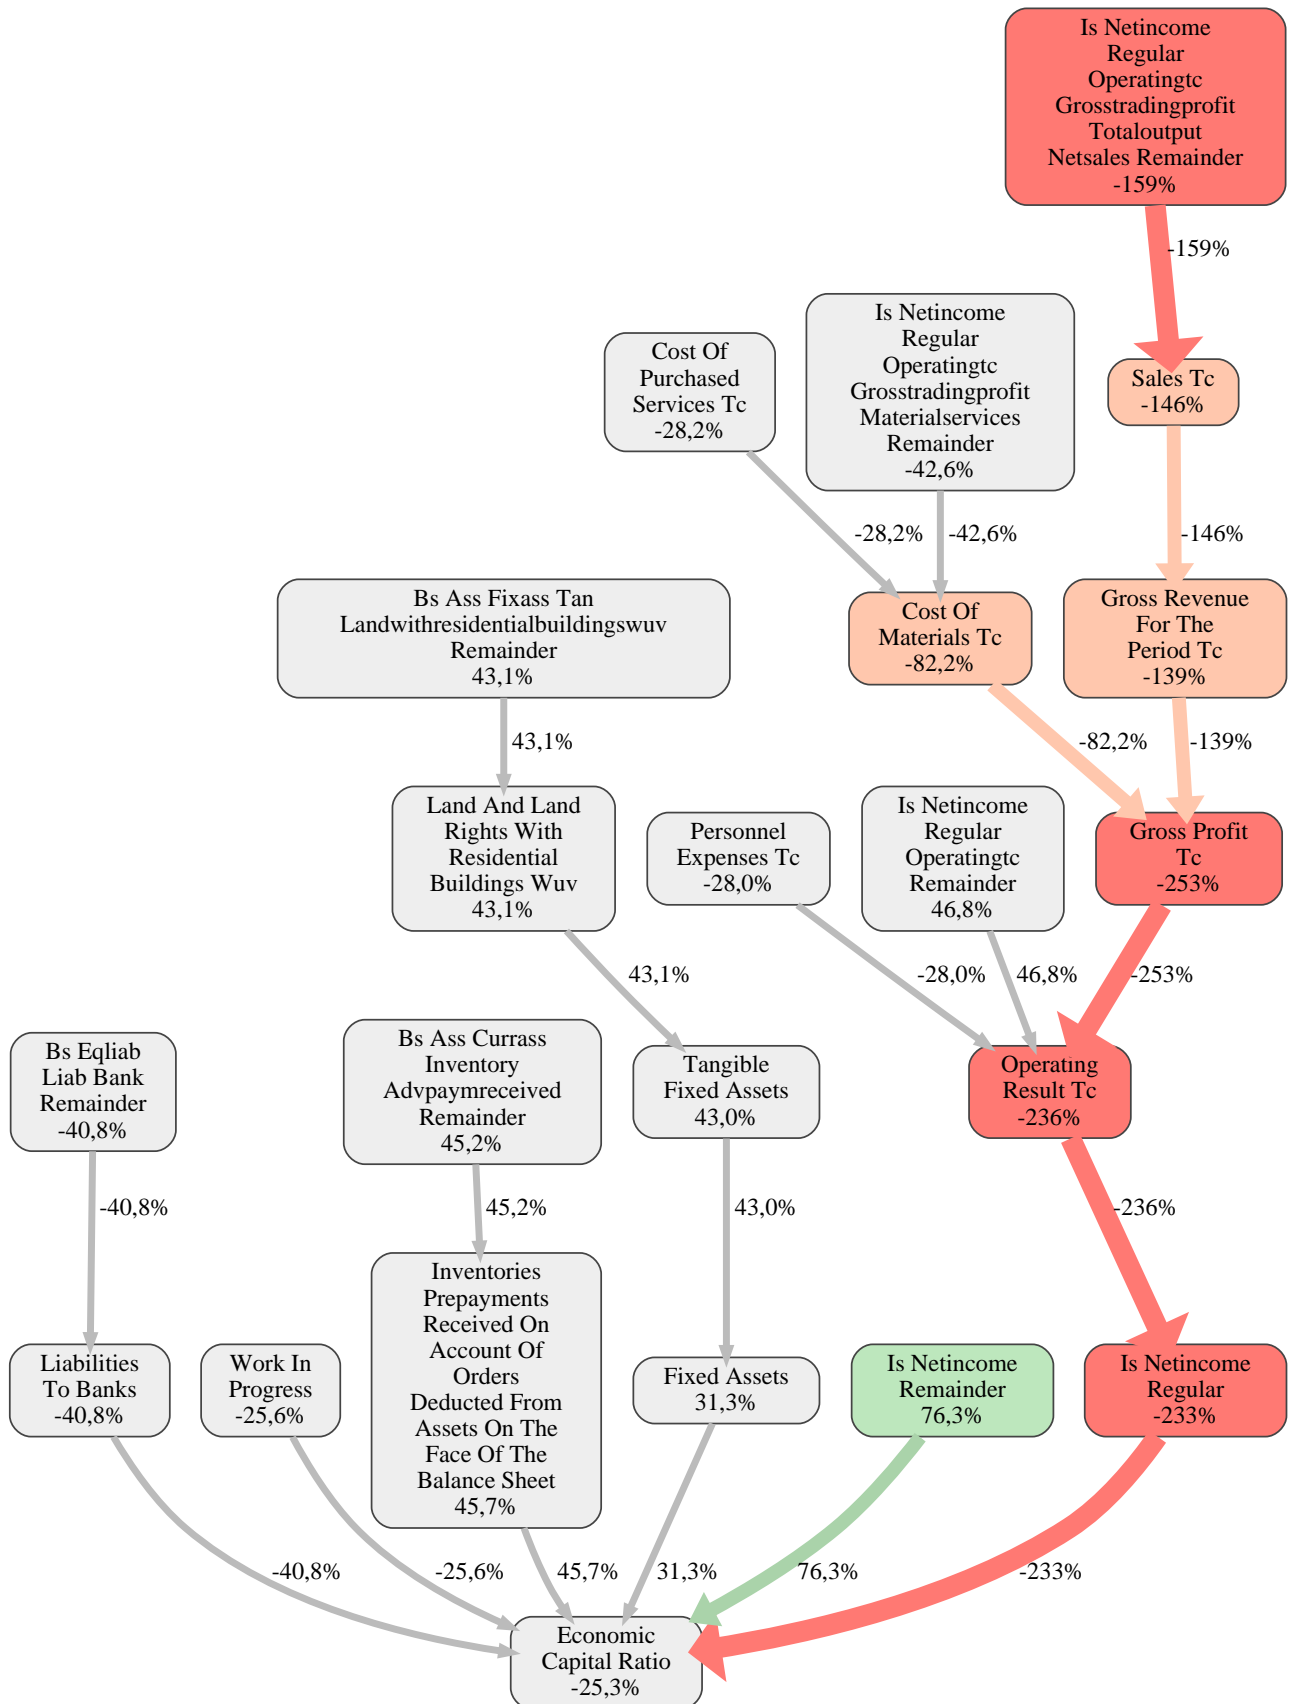 Is Netincome
Regular
Operatingtc
Grosstradingprofit
Totaloutput
Netsales Remainder
-159%
-159%
Is Netincome
Regular
Operatingtc
Grosstradingprofit
Materialservices
Remainder
-42,6%
Cost Of
Purchased
Services Tc
-28,2%
Sales Tc
-146%
-28,2%
-42,6%
-146%
Bs Ass Fixass Tan
Landwithresidentialbuildingswuv
Remainder
43,1%
Cost Of
Materials Tc
-82,2%
Gross Revenue
For The
Period Tc
-139%
43,1%
-82,2%
-139%
Land And Land
Rights With
Residential
Buildings Wuv
43,1%
Personnel
Expenses Tc
-28,0%
Is Netincome
Regular
Operatingtc
Remainder
46,8%
Gross Profit
Tc
-253%
43,1%
-28,0%
46,8%
-253%
Bs Eqliab
Liab Bank
Remainder
-40,8%
Bs Ass Currass
Inventory
Advpaymreceived
Remainder
45,2%
Tangible
Fixed Assets
43,0%
Operating
Result Tc
-236%
-40,8%
45,2%
43,0%
-236%
Liabilities
To Banks
-40,8%
Work In
Progress
-25,6%
Inventories
Prepayments
Received On
Account Of
Orders
Deducted From
Assets On The
Face Of The
Balance Sheet
45,7%
Fixed Assets
31,3%
Is Netincome
Remainder
76,3%
Is Netincome
Regular
-233%
-40,8%
-25,6%
45,7%
31,3%
76,3%
-233%
Economic
Capital Ratio
-25,3%